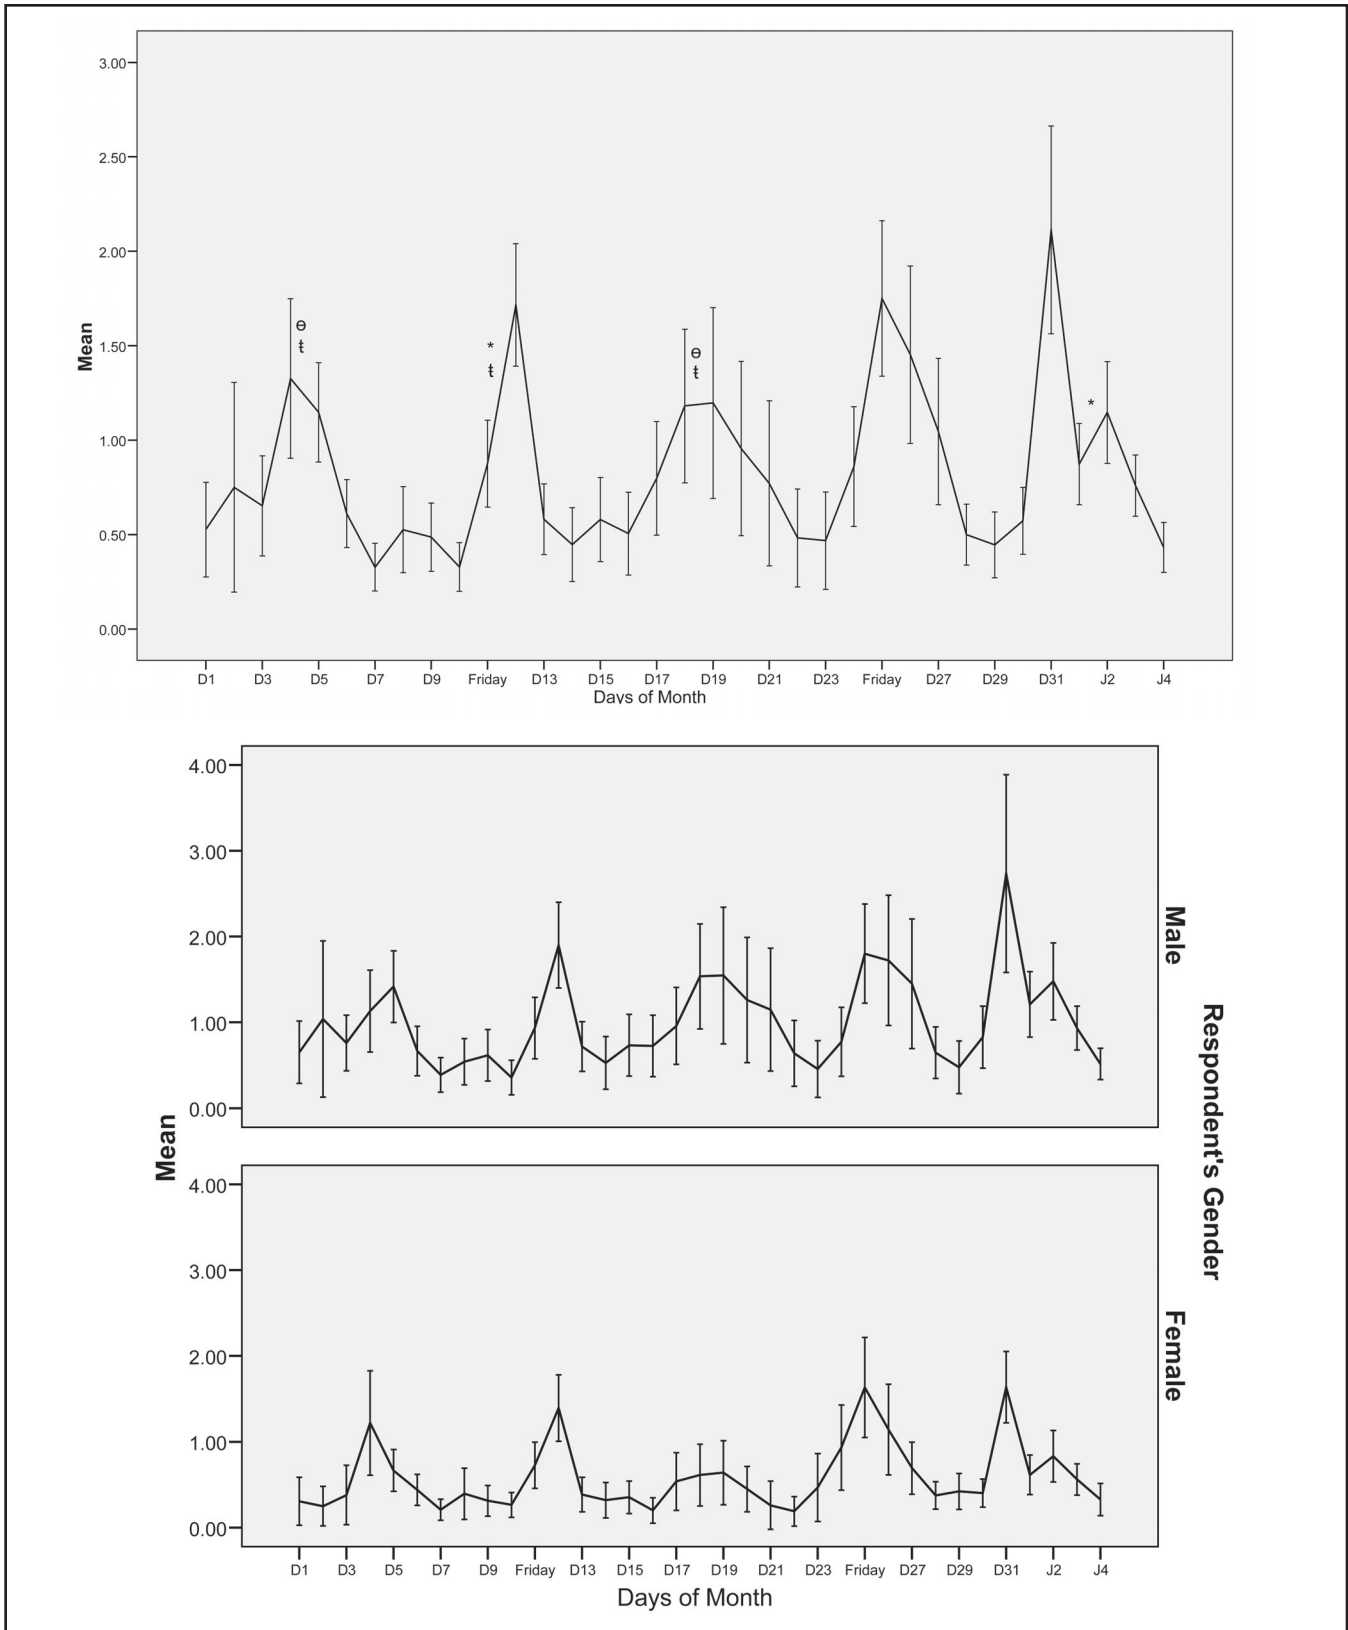 3.00
2.50
2.00
1.50
1.00
0.50
0.00
Mean
Ɵ
ŧ
*
ŧ
Ɵ
ŧ
*
D1 D3 D5 D7 D9 Friday D13 D15 D17 D19 D21 D23 Friday D27 D29 D31 J2 J4
Days of Month
4.00
3.00
2.00
1.00
0.00
Male
Mean
Respondent's Gender
4.00
3.00
2.00
1.00
0.00
Female
D1 D3 D5 D7 D9 Friday D13 D15 D17 D19 D21 D23 Friday D27 D29 D31 J2 J4
Days of Month